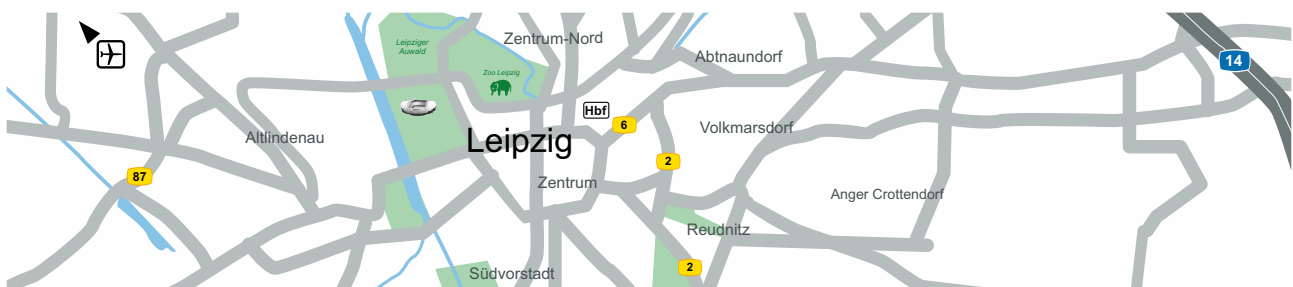 Leipziger
Auwald
Zentrum-Nord
Abtnaundorf
14
Zoo Leipzig
Hbf
6
Volkmarsdorf
Altlindenau
Leipzig
2
87
Zentrum
Anger Crottendorf
Reudnitz
2
Südvorstadt